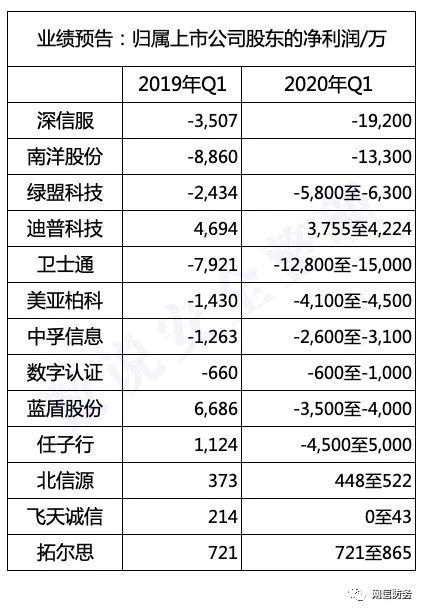 业绩预告：归属上市公司股东的净利润/万
2019年Q1 2020年Q1
深信服 -3,507 -19,200
南洋股份 -8,860 -13,300
绿盟科技 -2,434 -5,800至-6,300
迪普科技 4,694 3,755至4,224
卫士通 -7,921 -12,800至-15,000
美亚柏科 -1,430 -4,100至-4,500
中孚信息 -1,263 -2,600至-3,100
数字认证 -660 -600至-1,000
蓝盾股份 6,686 -3,500至-4,000
任子行 1,124 -4,500至5,000
北信源 373 448至522
飞天诚信 214 0至43
拓尔思 721 721至865
网信防务